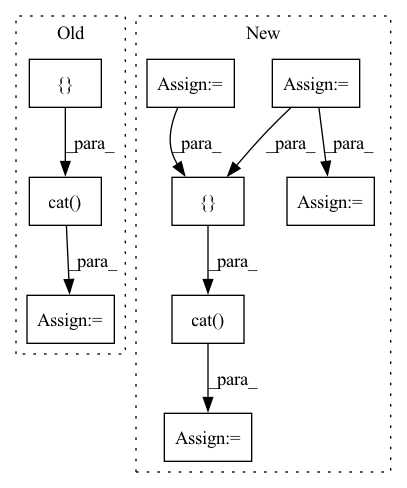 Old
New
{}
Assign:=
Assign:=
_para_
_para_
_para_
_para_
cat()
{}
Assign:=
_para_
_para_
Assign:=
cat()
_para_
Assign:=